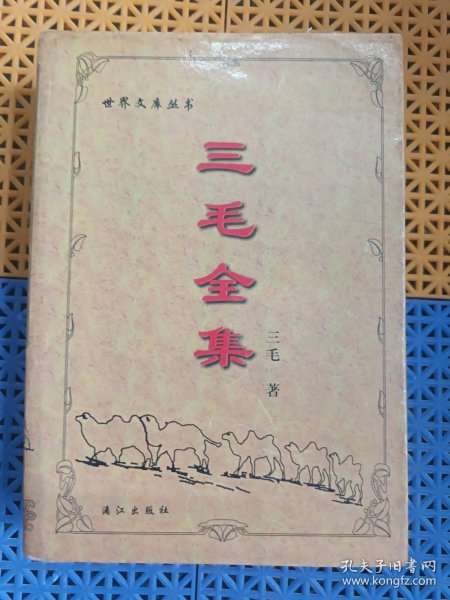 世界文库丛书
三毛全集
三毛 著
漓江出版社
孔夫子旧书网
www.kongfz.com